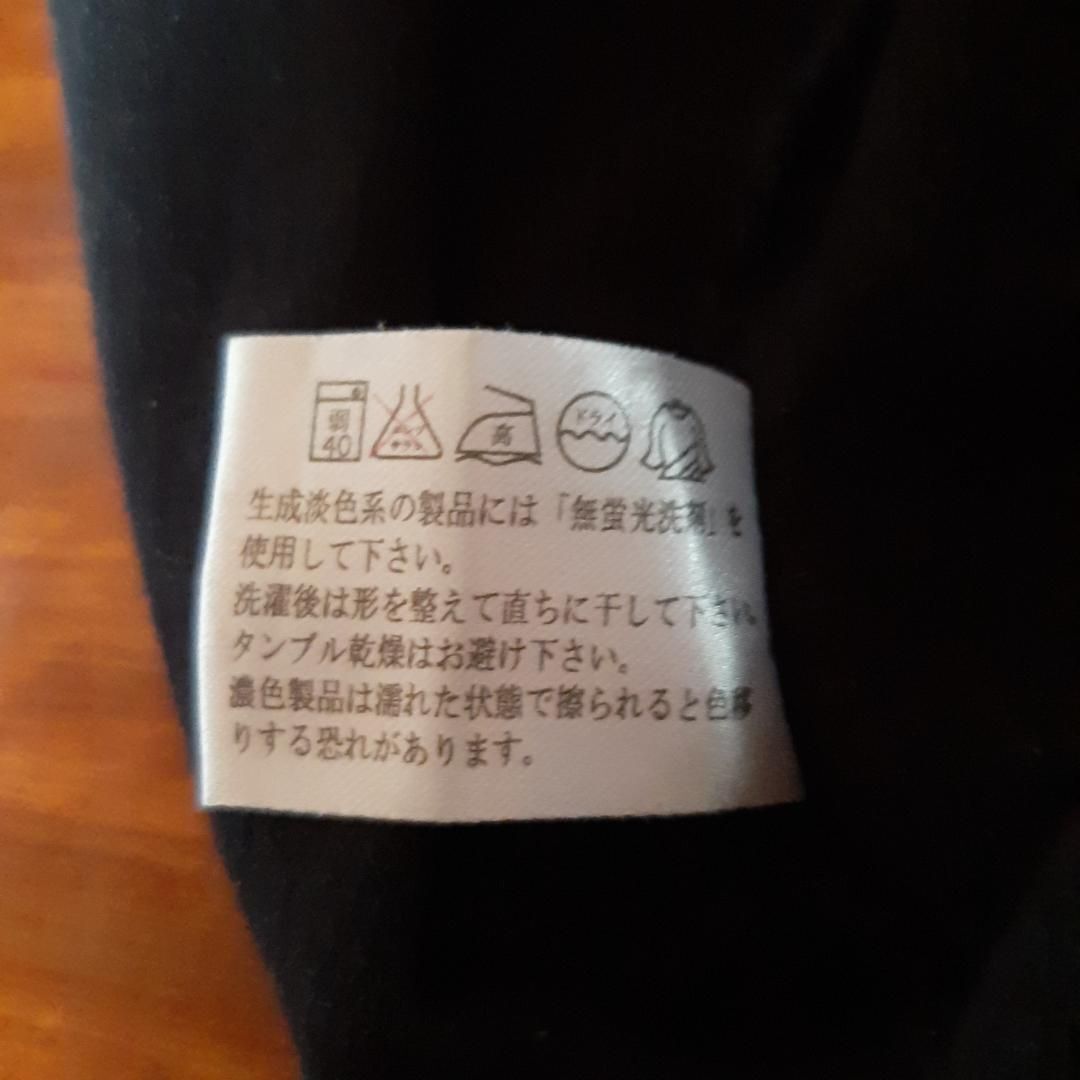 弱
40
高
ドライ
生成淡色系の製品には「無蛍光洗剤」を
使用して下さい。
洗濯後は形を整えて直ちに干して下さい。
タンブル乾燥はお避け下さい。
濃色製品は濡れた状態で擦られると色移
りする恐れがあります。